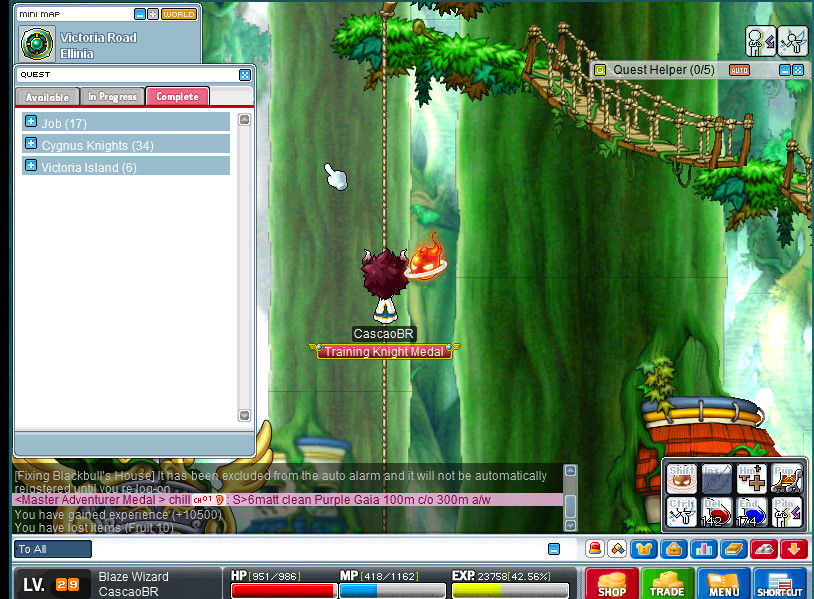 MINI MAP
WORLD
Victoria Road
Ellinia
QUEST
Available
In Progress
Complete
Job (17)
Cygnus Knights (34)
Victoria Island (6)
Quest Helper (0/5)
AUTO
CascaoBR
Training Knight Medal
[Fixing Blackbull's House] It has been excluded from the auto alarm and it will not be automatically
reigstered until you re-log-on.
<Master Adventurer Medal > chill CH 01 : S>6matt clean Purple Gaia 100m c/o 300m a/w
You have gained experience (+10500)
You have lost items (Fruit 10)
Shift
Ins
Hm
Pup
Ctrl
Del
End
Pdn
142
174
To All
LV. 29
Blaze Wizard
CascaoBR
HP[951/986]
MP[418/1162]
EXP. 23758[42.56%]
SHOP
TRADE
MENU
SHORT CUT